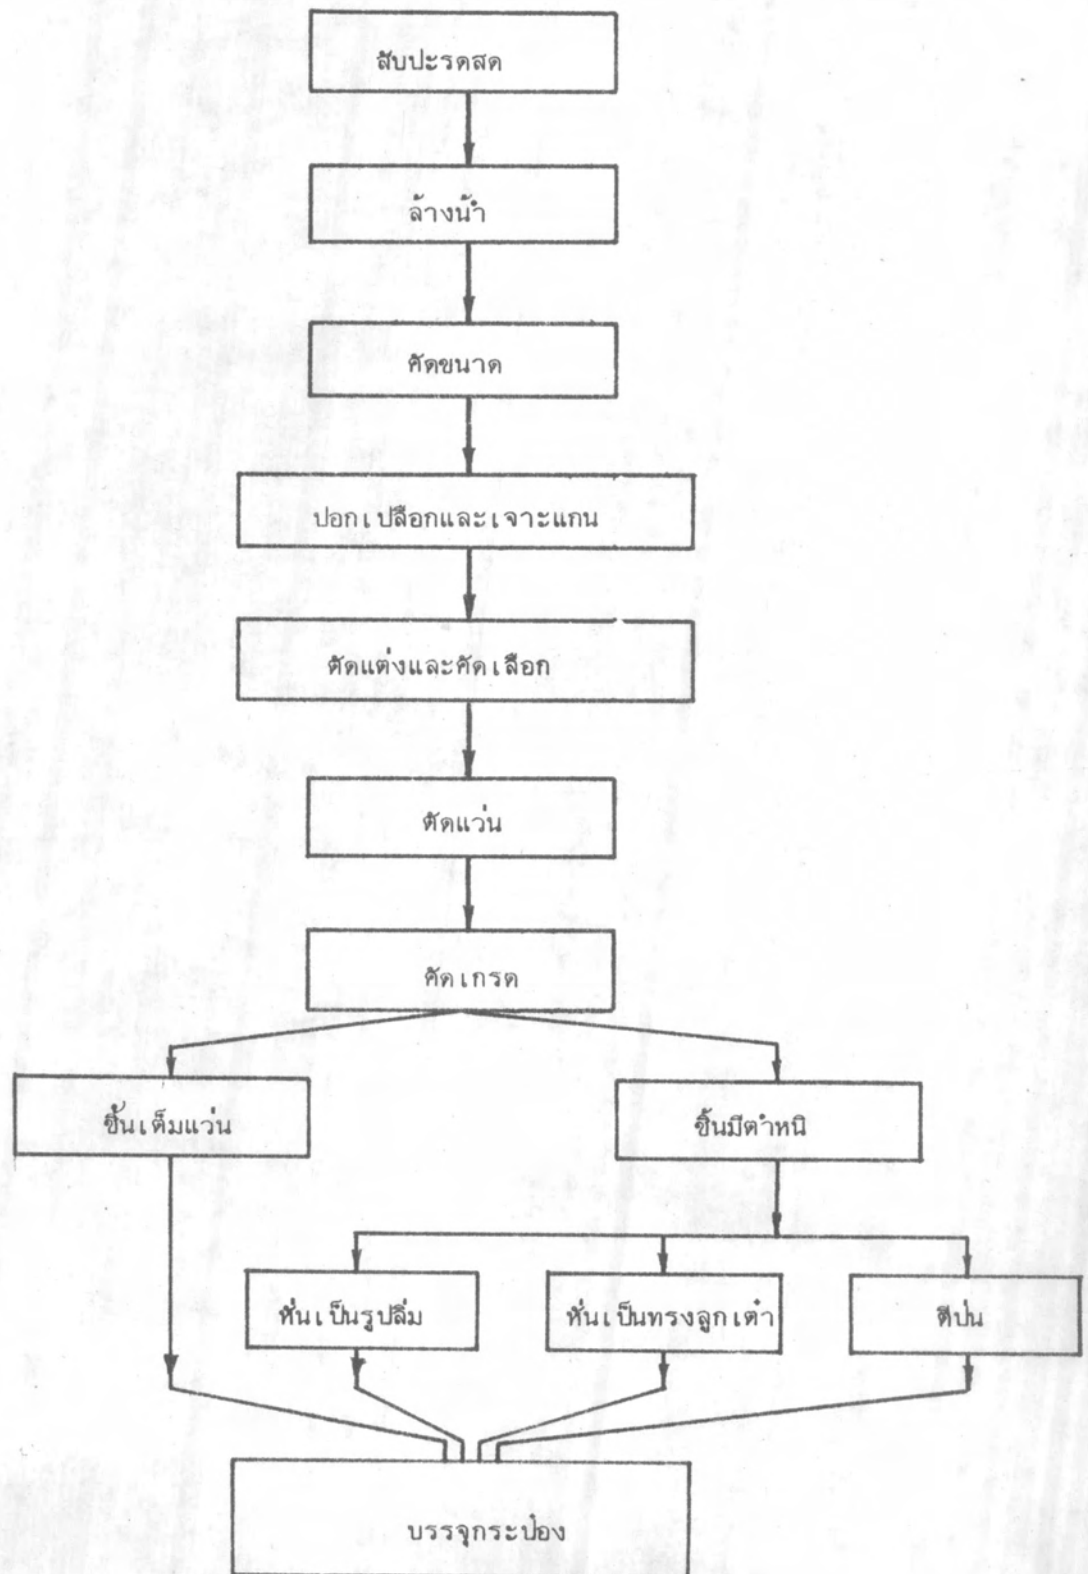 สับปะรดสด
ล้างน้ำ
คัดขนาด
ปอกเปลือกและเจาะแกน
ตัดแต่งและคัดเลือก
ตัดแว่น
คัดเกรด
ชิ้นเต็มแว่น
ชิ้นมีตำหนิ
หั่นเป็นรูปลิ่ม
หั่นเป็นทรงลูกเต๋า
ตีป่น
บรรจุกระป๋อง